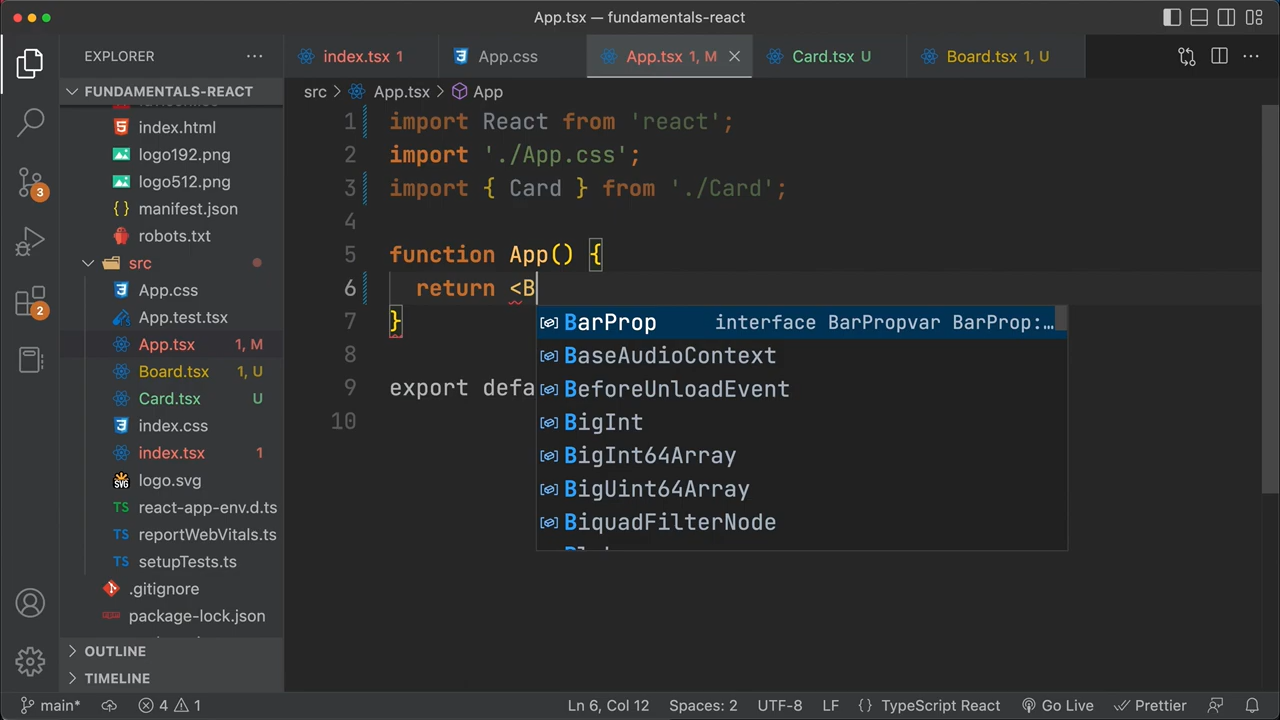 App.tsx — fundamentals-react
EXPLORER
index.tsx 1
App.css
App.tsx 1, M
Card.tsx U
Board.tsx 1, U
FUNDAMENTALS-REACT
src
App.tsx
App
index.html
logo192.png
logo512.png
manifest.json
robots.txt
src
App.css
App.test.tsx
App.tsx 1, M
Board.tsx 1, U
Card.tsx U
index.css
index.tsx 1
logo.svg
TS react-app-env.d.ts
TS reportWebVitals.ts
TS setupTests.ts
.gitignore
package-lock.json
OUTLINE
TIMELINE
3
2
1 import React from 'react';
2 import './App.css';
3 import { Card } from './Card';
4
5 function App() {
6 return <B
7 }
8
9 export defa
10
BarProp interface BarPropvar BarProp:…
BaseAudioContext
BeforeUnloadEvent
BigInt
BigInt64Array
BigUint64Array
BiquadFilterNode
main*
4
1
Ln 6, Col 12
Spaces: 2
UTF-8
LF
{} TypeScript React
Go Live
Prettier